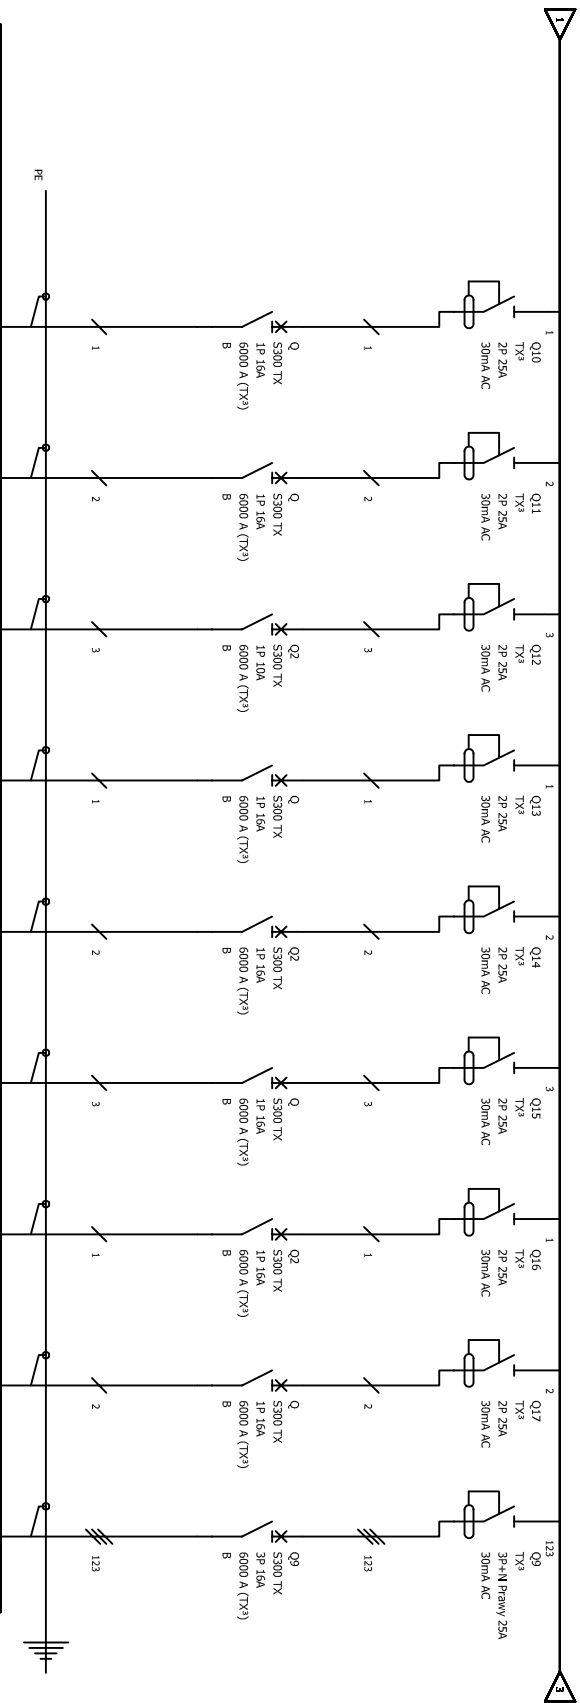 1
PE
1
Q10
TX³
2P 25A
30mA AC
1
Q
S300 TX
1P 16A
6000 A (TX³)
B
1
2
Q11
TX³
2P 25A
30mA AC
2
Q
S300 TX
1P 16A
6000 A (TX³)
B
2
3
Q12
TX³
2P 25A
30mA AC
3
Q2
S300 TX
1P 10A
6000 A (TX³)
B
3
1
Q13
TX³
2P 25A
30mA AC
1
Q
S300 TX
1P 16A
6000 A (TX³)
B
1
2
Q14
TX³
2P 25A
30mA AC
2
Q2
S300 TX
1P 16A
6000 A (TX³)
B
2
3
Q15
TX³
2P 25A
30mA AC
3
Q
S300 TX
1P 16A
6000 A (TX³)
B
3
1
Q16
TX³
2P 25A
30mA AC
1
Q2
S300 TX
1P 16A
6000 A (TX³)
B
1
2
Q17
TX³
2P 25A
30mA AC
2
Q
S300 TX
1P 16A
6000 A (TX³)
B
2
123
Q9
TX³
3P+N Prawy 25A
30mA AC
123
Q9
S300 TX
3P 16A
6000 A (TX³)
B
123
3